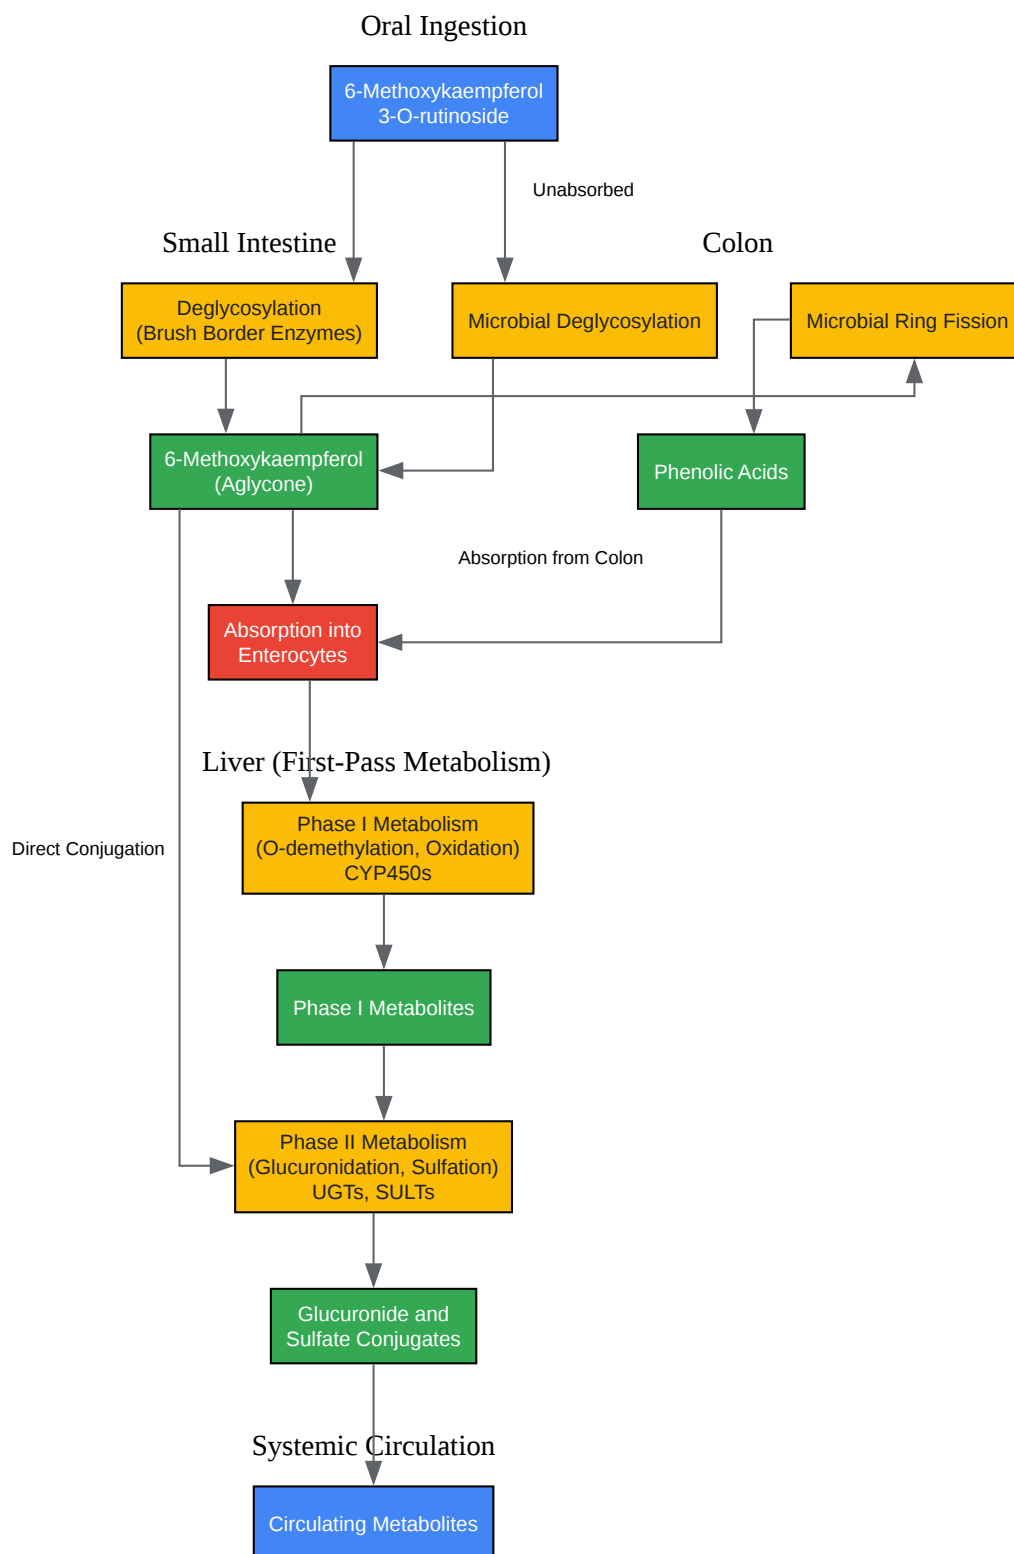 Oral Ingestion
6-Methoxykaempferol
3-O-rutinoside
Unabsorbed
Small Intestine
Colon
Deglycosylation
(Brush Border Enzymes)
Microbial Deglycosylation
Microbial Ring Fission
6-Methoxykaempferol
(Aglycone)
Phenolic Acids
Absorption from Colon
Absorption into
Enterocytes
Liver (First-Pass Metabolism)
Phase I Metabolism
(O-demethylation, Oxidation)
CYP450s
Direct Conjugation
Phase I Metabolites
Phase II Metabolism
(Glucuronidation, Sulfation)
UGTs, SULTs
Glucuronide and
Sulfate Conjugates
Systemic Circulation
Circulating Metabolites